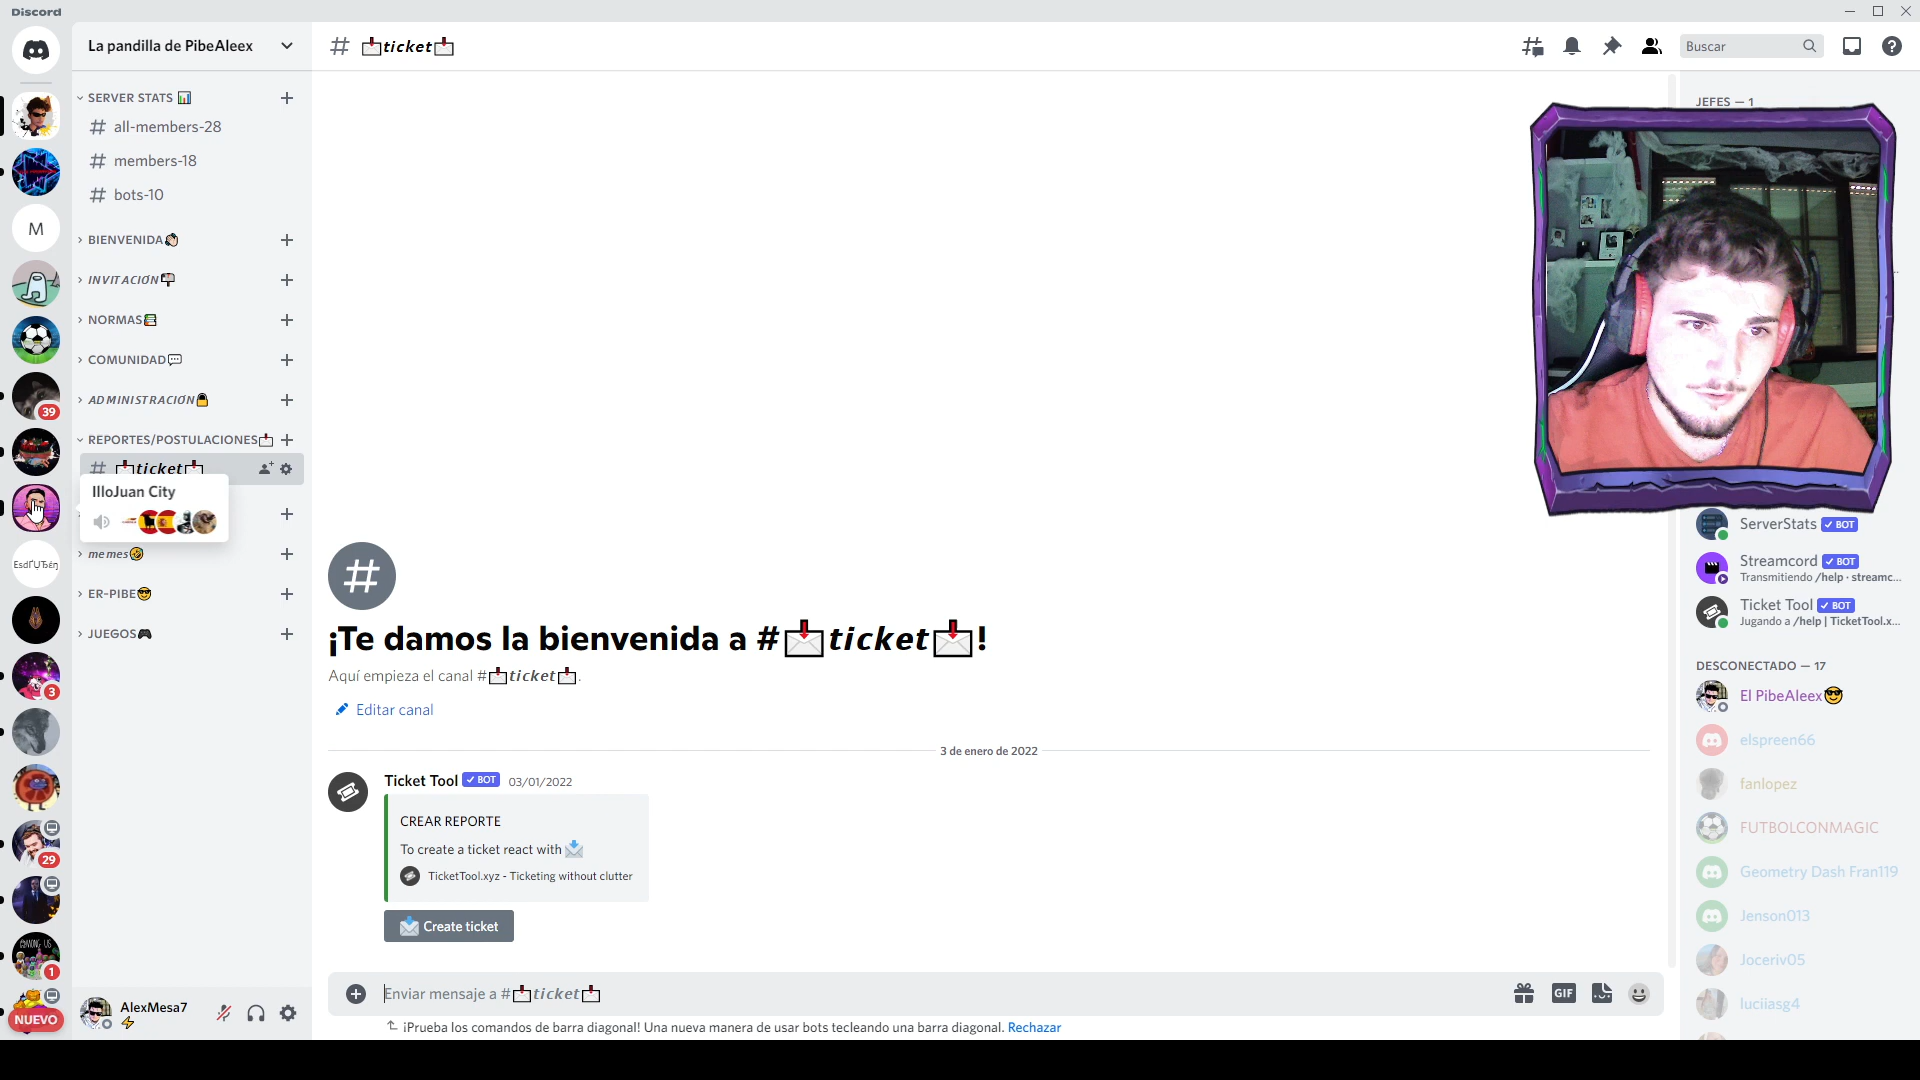 Discord
La pandilla de PibeAleex
SERVER STATS 📊
# all-members-28
# members-18
# bots-10
BIENVENIDA👋🏻
INVITACIÓN📬
NORMAS📚
COMUNIDAD💬
ADMINISTRACIÓN🔒
REPORTES/POSTULACIONES📩
# 📩ticket📩
IlloJuan City
memes🤣
ER-PIBE😎
JUEGOS🎮
M
39
3
29
1
NUEVO
AlexMesa7
⚡
# 📩ticket📩
Buscar
¡Te damos la bienvenida a #📩ticket📩!
Aquí empieza el canal #📩ticket📩.
Editar canal
3 de enero de 2022
Ticket Tool ✓ BOT 03/01/2022
CREAR REPORTE
To create a ticket react with 📩
TicketTool.xyz - Ticketing without clutter
📩 Create ticket
Enviar mensaje a #📩ticket📩
GIF
¡Prueba los comandos de barra diagonal! Una nueva manera de usar bots tecleando una barra diagonal. Rechazar
JEFES — 1
ServerStats ✓ BOT
Streamcord ✓ BOT
Transmitiendo /help · streamc...
Ticket Tool ✓ BOT
Jugando a /help | TicketTool.x...
DESCONECTADO — 17
El PibeAleex😎
elspreen66
fanlopez
FUTBOLCONMAGIC
Geometry Dash Fran119
Jenson013
Joceriv05
luciiasg4